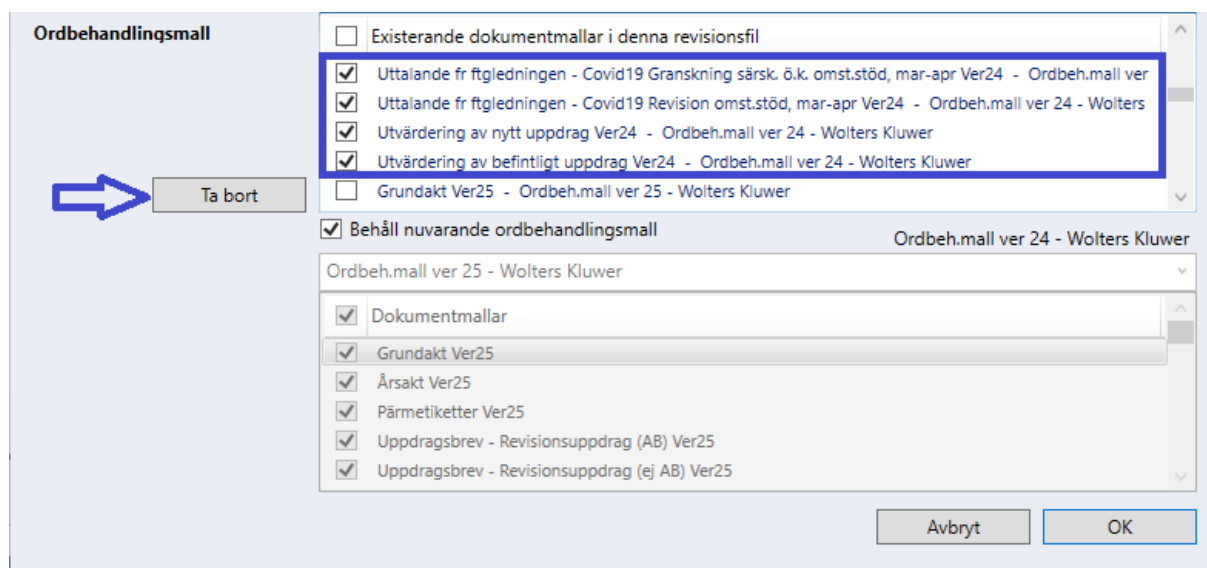 Ordbehandlingsmall
Existerande dokumentmallar i denna revisionsfil
Uttalande fr ftgledningen - Covid19 Granskning särsk. ö.k. omst.stöd, mar-apr Ver24 - Ordbeh.mall ver
Uttalande fr ftgledningen - Covid19 Revision omst.stöd, mar-apr Ver24 - Ordbeh.mall ver 24 - Wolters
Utvärdering av nytt uppdrag Ver24 - Ordbeh.mall ver 24 - Wolters Kluwer
Utvärdering av befintligt uppdrag Ver24 - Ordbeh.mall ver 24 - Wolters Kluwer
Ta bort
Grundakt Ver25 - Ordbeh.mall ver 25 - Wolters Kluwer
Behåll nuvarande ordbehandlingsmall
Ordbeh.mall ver 24 - Wolters Kluwer
Ordbeh.mall ver 25 - Wolters Kluwer
Dokumentmallar
Grundakt Ver25
Årsakt Ver25
Pärmetiketter Ver25
Uppdragsbrev - Revisionsuppdrag (AB) Ver25
Uppdragsbrev - Revisionsuppdrag (ej AB) Ver25
Avbryt
OK